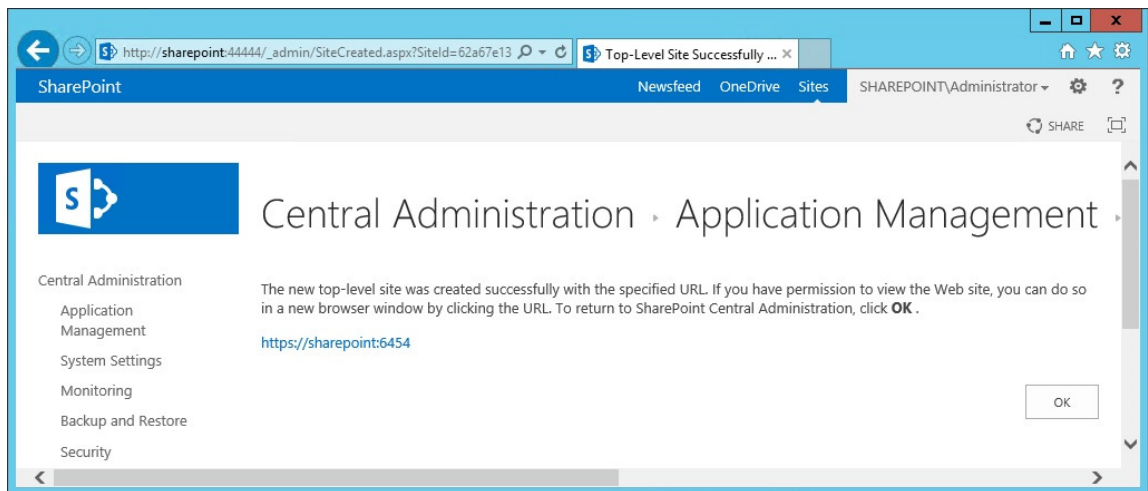 http://sharepoint:44444/_admin/SiteCreated.aspx?SiteId=62a67e13
Top-Level Site Successfully ...
SharePoint
Newsfeed OneDrive Sites SHAREPOINT\Administrator ?
SHARE
S
Central Administration Application Management
Central Administration
Application
Management
System Settings
Monitoring
Backup and Restore
Security
The new top-level site was created successfully with the specified URL. If you have permission to view the Web site, you can do so
in a new browser window by clicking the URL. To return to SharePoint Central Administration, click OK .
https://sharepoint:6454
OK